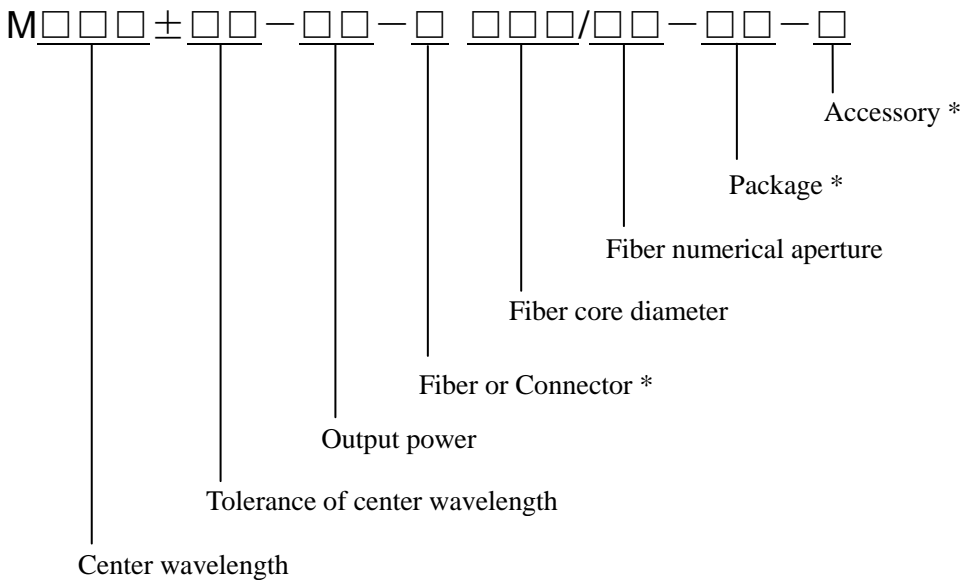 M□□□±□□－□□－□ □□□/□□－□□－□
Accessory *
Package *
Fiber numerical aperture
Fiber core diameter
Fiber or Connector *
Output power
Tolerance of center wavelength
Center wavelength